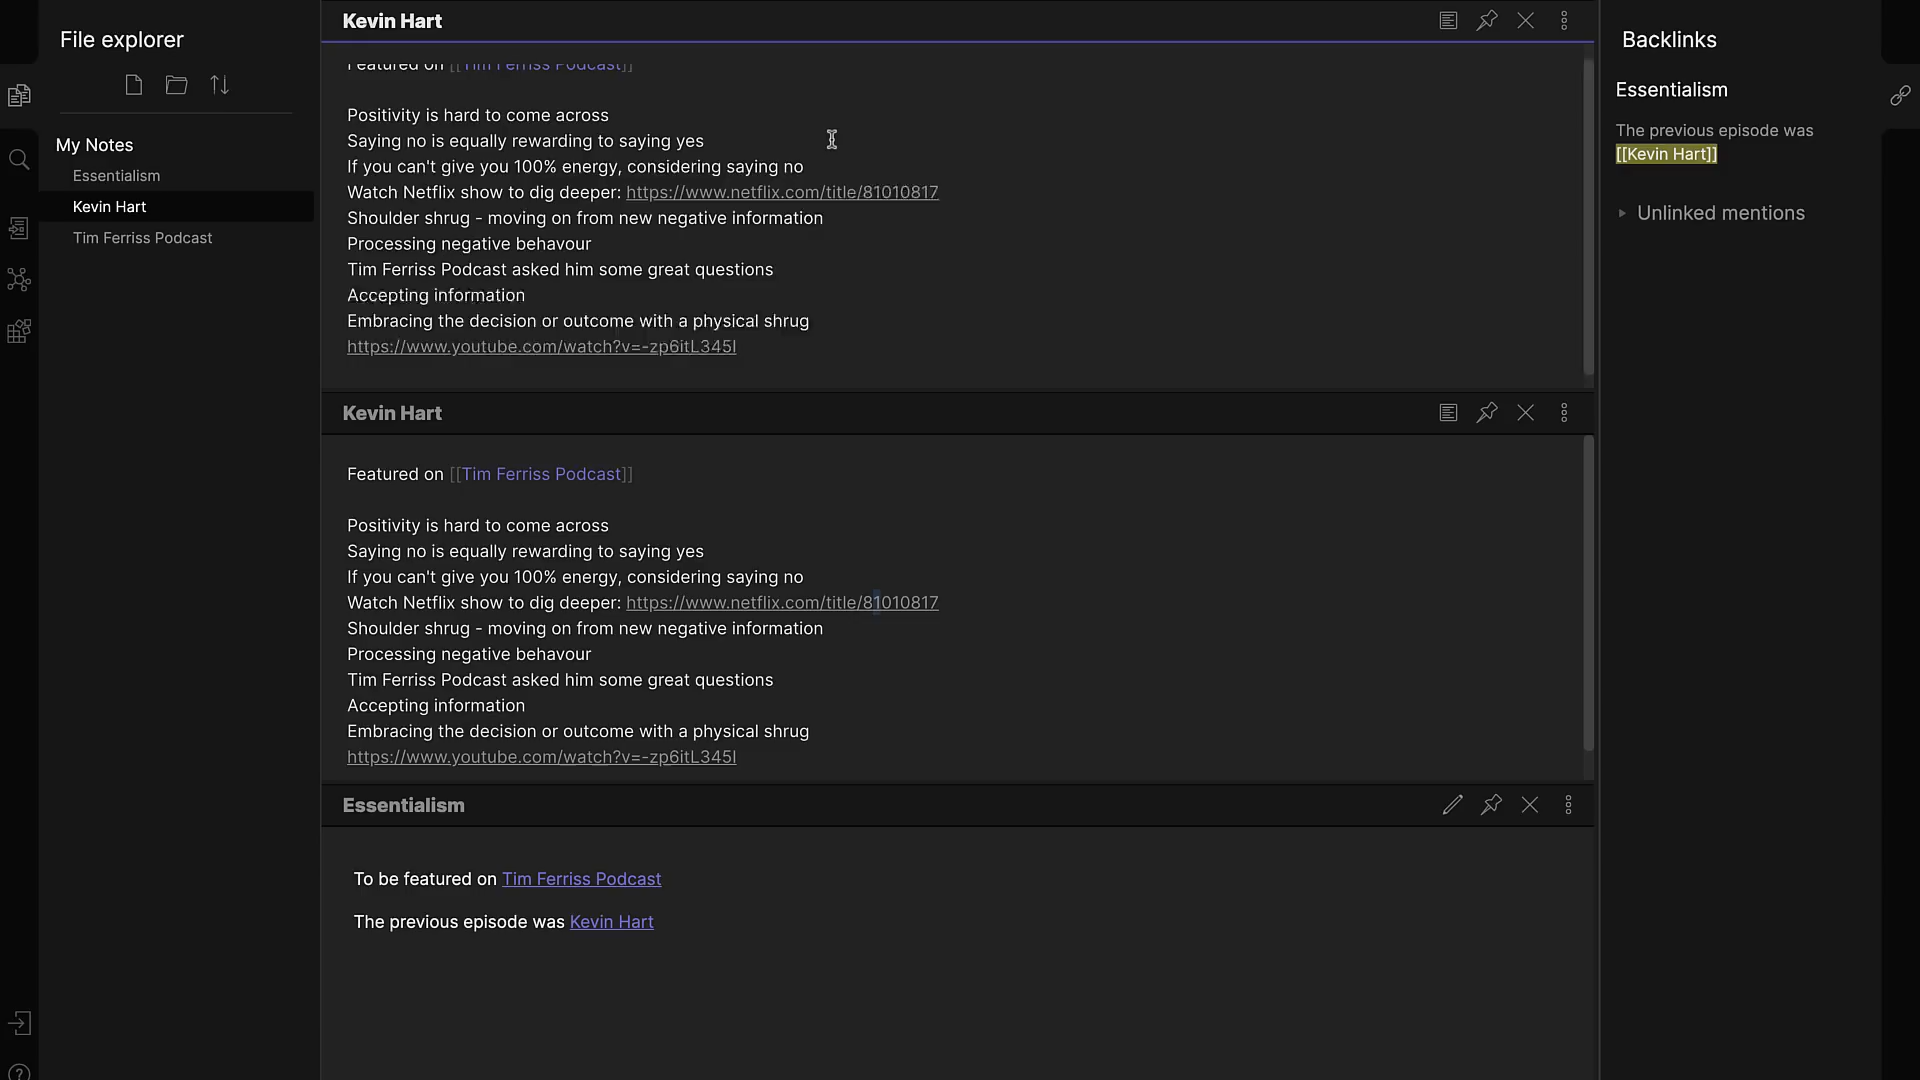 File explorer
My Notes
Essentialism
Kevin Hart
Tim Ferriss Podcast
Kevin Hart
Featured on [[Tim Ferriss Podcast]]
Positivity is hard to come across
Saying no is equally rewarding to saying yes
If you can't give you 100% energy, considering saying no
Watch Netflix show to dig deeper: https://www.netflix.com/title/81010817
Shoulder shrug - moving on from new negative information
Processing negative behavour
Tim Ferriss Podcast asked him some great questions
Accepting information
Embracing the decision or outcome with a physical shrug
https://www.youtube.com/watch?v=-zp6itL345I
Kevin Hart
Featured on [[Tim Ferriss Podcast]]
Positivity is hard to come across
Saying no is equally rewarding to saying yes
If you can't give you 100% energy, considering saying no
Watch Netflix show to dig deeper: https://www.netflix.com/title/81010817
Shoulder shrug - moving on from new negative information
Processing negative behavour
Tim Ferriss Podcast asked him some great questions
Accepting information
Embracing the decision or outcome with a physical shrug
https://www.youtube.com/watch?v=-zp6itL345I
Essentialism
To be featured on Tim Ferriss Podcast
The previous episode was Kevin Hart
Backlinks
Essentialism
The previous episode was
[[Kevin Hart]]
Unlinked mentions